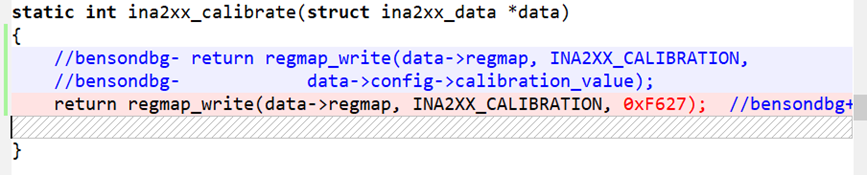 static int ina2xx_calibrate(struct ina2xx_data *data)
{
    //bensondbg- return regmap_write(data->regmap, INA2XX_CALIBRATION,
    //bensondbg-            data->config->calibration_value);
    return regmap_write(data->regmap, INA2XX_CALIBRATION, 0xF627);  //bensondbg+
}